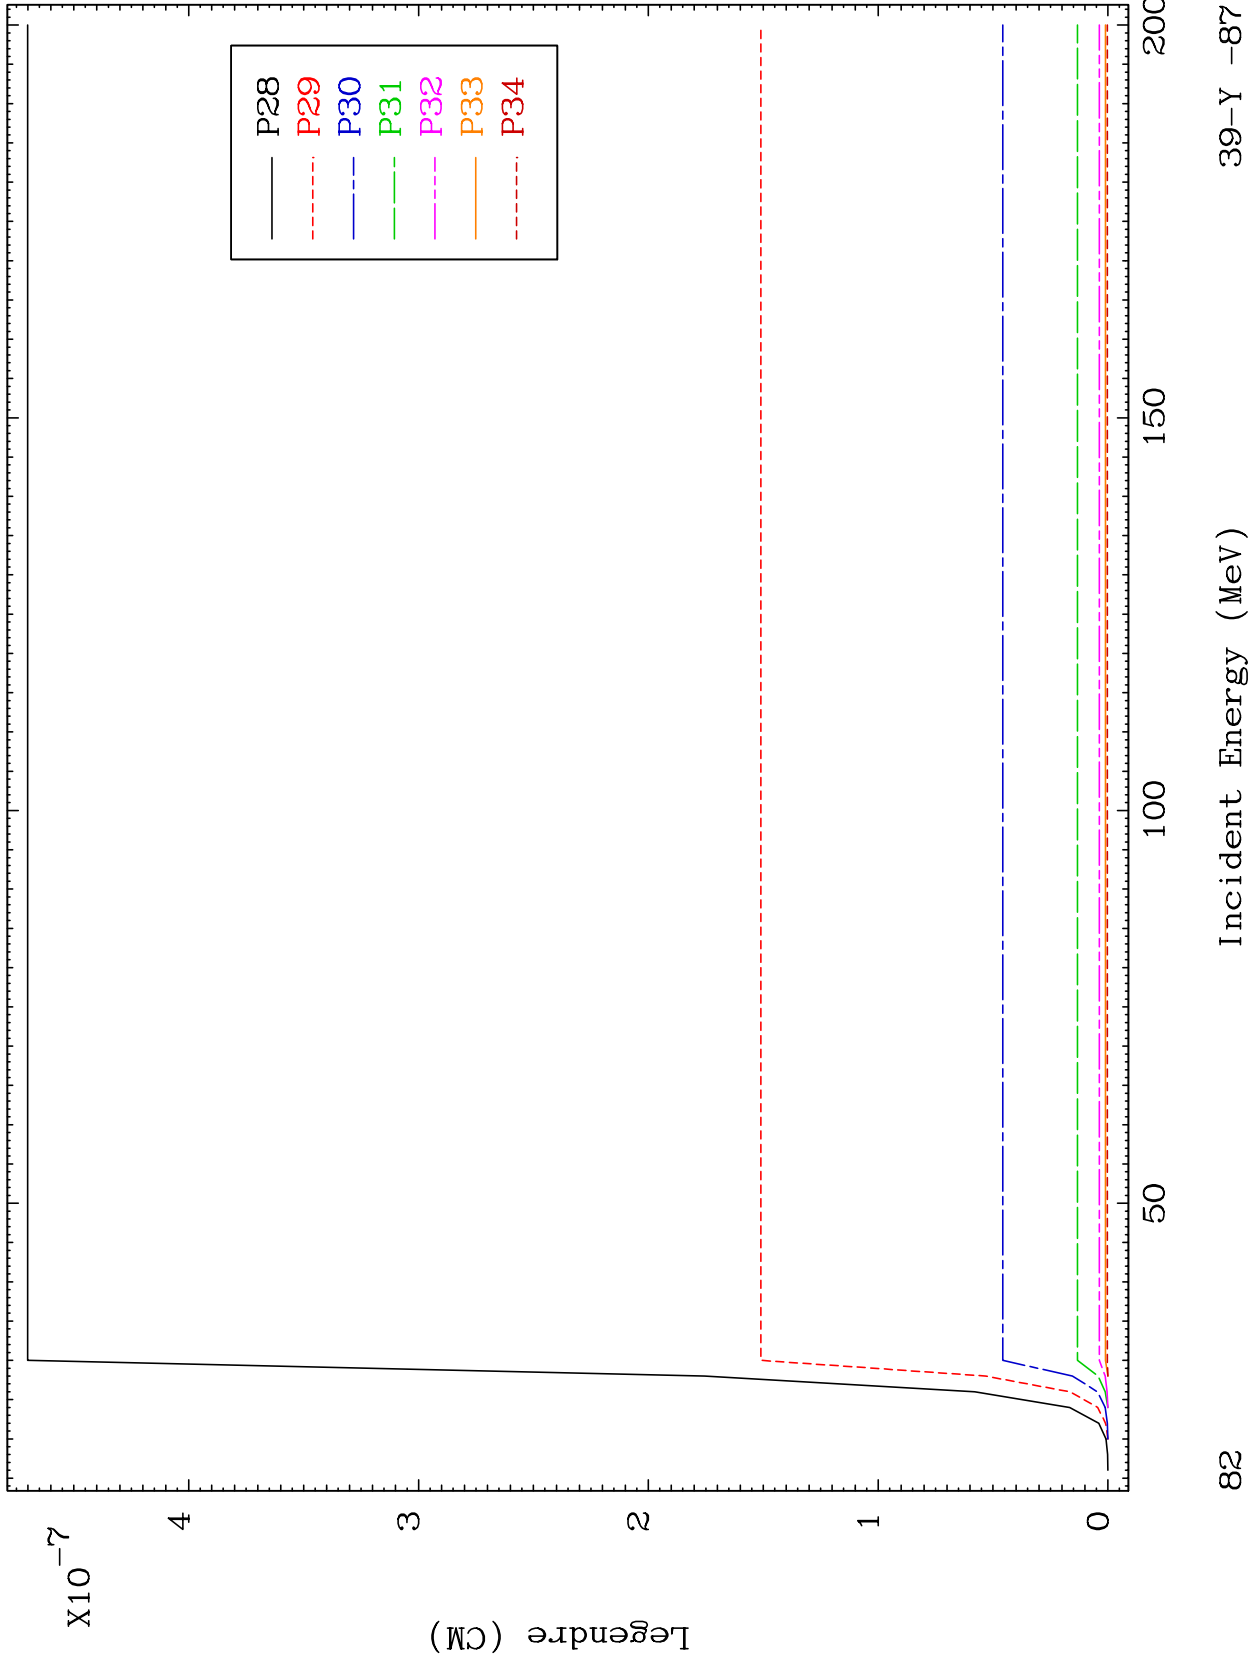 X10-7
4
3
2
1
0
Legendre (CM)
P28
P29
P30
P31
P32
P33
P34
50
100
150
200
Incident Energy (MeV)
82
39-Y -87